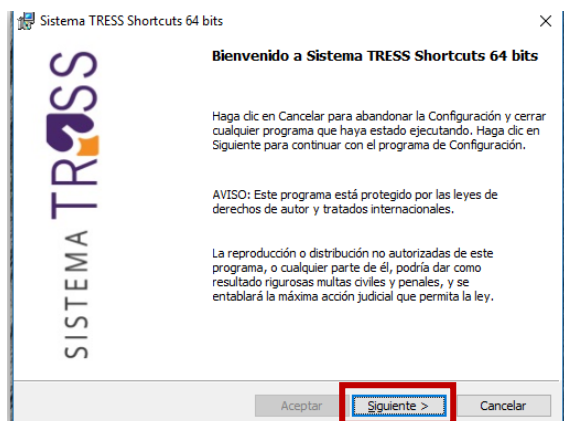 Sistema TRESS Shortcuts 64 bits
SISTEMA TRESS
Bienvenido a Sistema TRESS Shortcuts 64 bits
Haga clic en Cancelar para abandonar la Configuración y cerrar
cualquier programa que haya estado ejecutando. Haga clic en
Siguiente para continuar con el programa de Configuración.
AVISO: Este programa está protegido por las leyes de
derechos de autor y tratados internacionales.
La reproducción o distribución no autorizadas de este
programa, o cualquier parte de él, podría dar como
resultado rigurosas multas civiles y penales, y se
entablará la máxima acción judicial que permita la ley.
Aceptar Siguiente > Cancelar